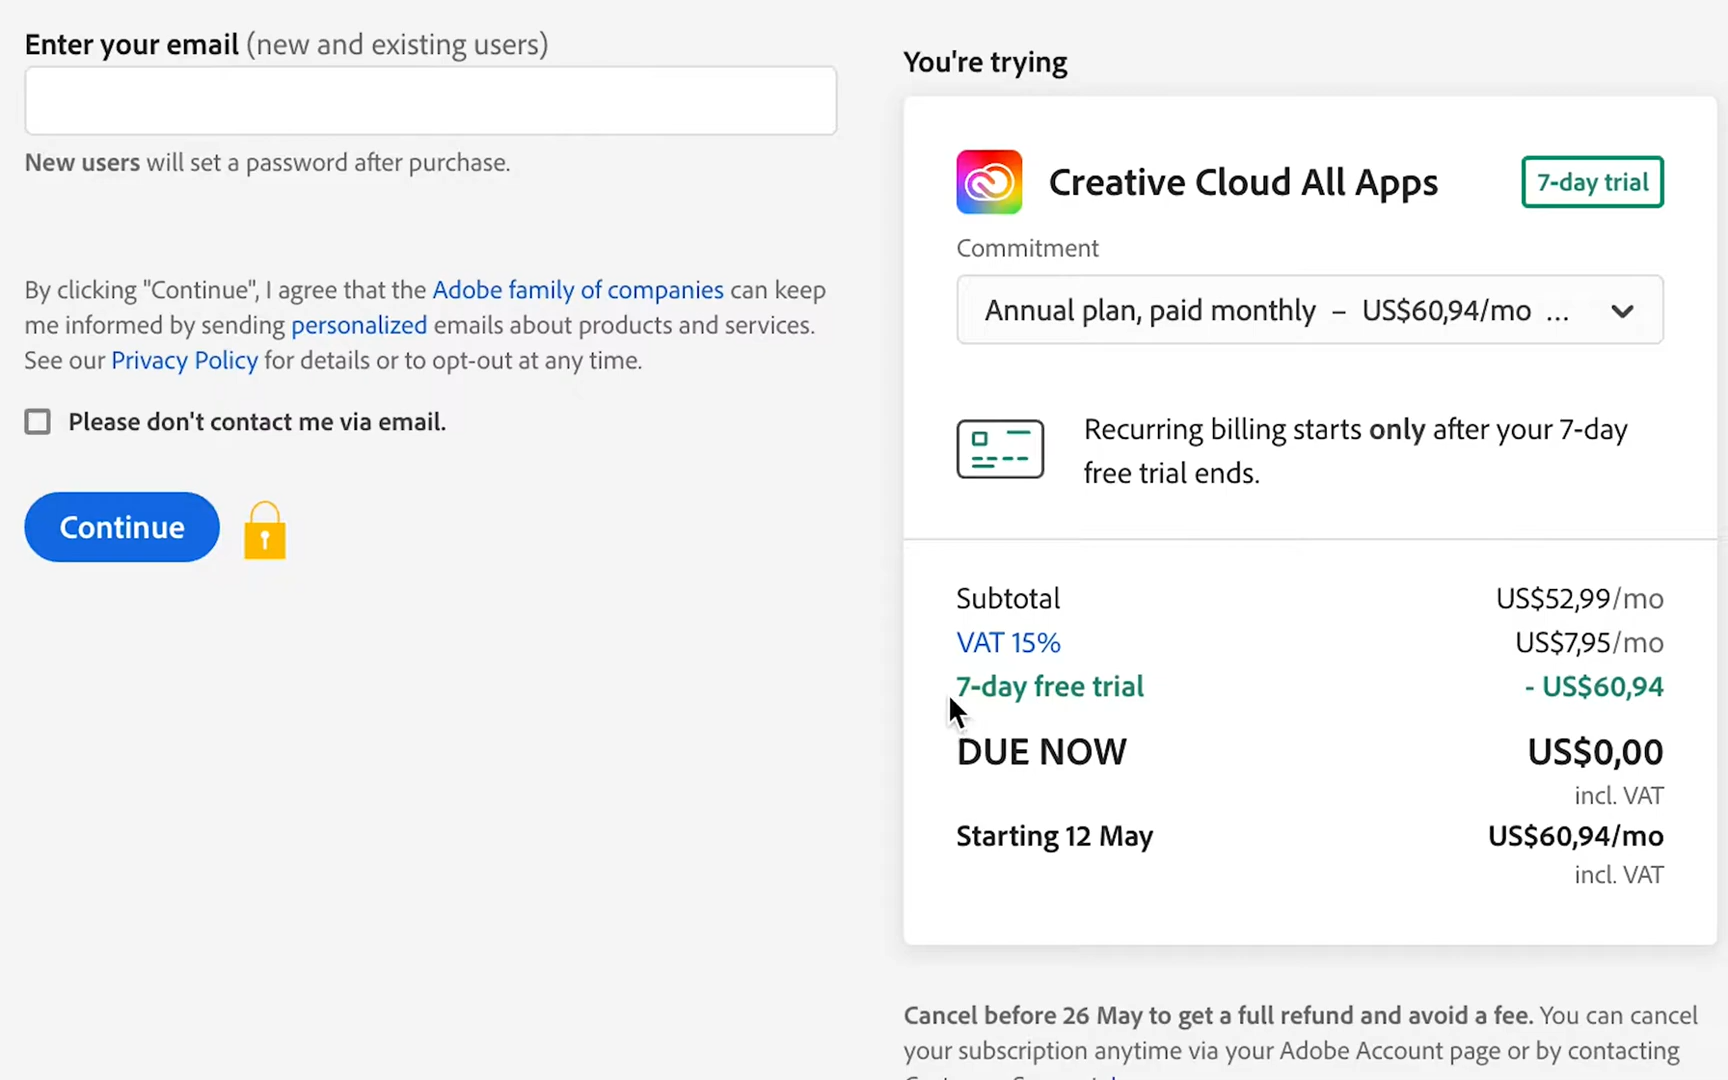 Enter your email (new and existing users)
New users will set a password after purchase.
By clicking "Continue", I agree that the Adobe family of companies can keep
me informed by sending personalized emails about products and services.
See our Privacy Policy for details or to opt-out at any time.
Please don't contact me via email.
Continue
You're trying
Creative Cloud All Apps
7-day trial
Commitment
Annual plan, paid monthly – US$60,94/mo ...
Recurring billing starts only after your 7-day
free trial ends.
Subtotal US$52,99/mo
VAT 15% US$7,95/mo
7-day free trial - US$60,94
DUE NOW US$0,00
incl. VAT
Starting 12 May US$60,94/mo
incl. VAT
Cancel before 26 May to get a full refund and avoid a fee. You can cancel
your subscription anytime via your Adobe Account page or by contacting